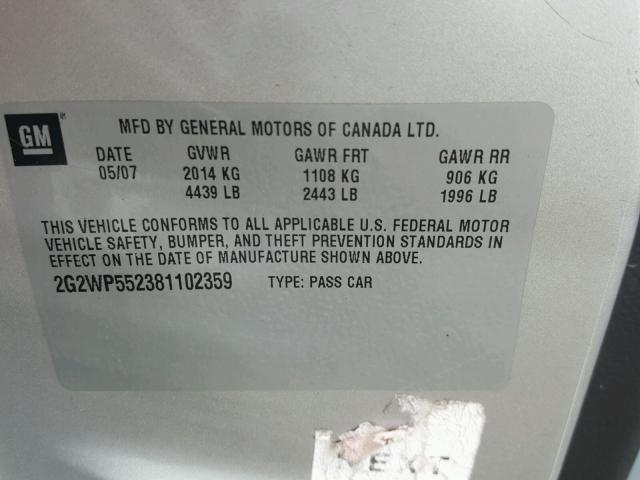 GM®
MFD BY GENERAL MOTORS OF CANADA LTD.
DATE GVWR GAWR FRT GAWR RR
05/07 2014 KG 1108 KG 906 KG
4439 LB 2443 LB 1996 LB
THIS VEHICLE CONFORMS TO ALL APPLICABLE U.S. FEDERAL MOTOR
VEHICLE SAFETY, BUMPER, AND THEFT PREVENTION STANDARDS IN
EFFECT ON THE DATE OF MANUFACTURE SHOWN ABOVE.
2G2WP552381102359 TYPE: PASS CAR
EXT